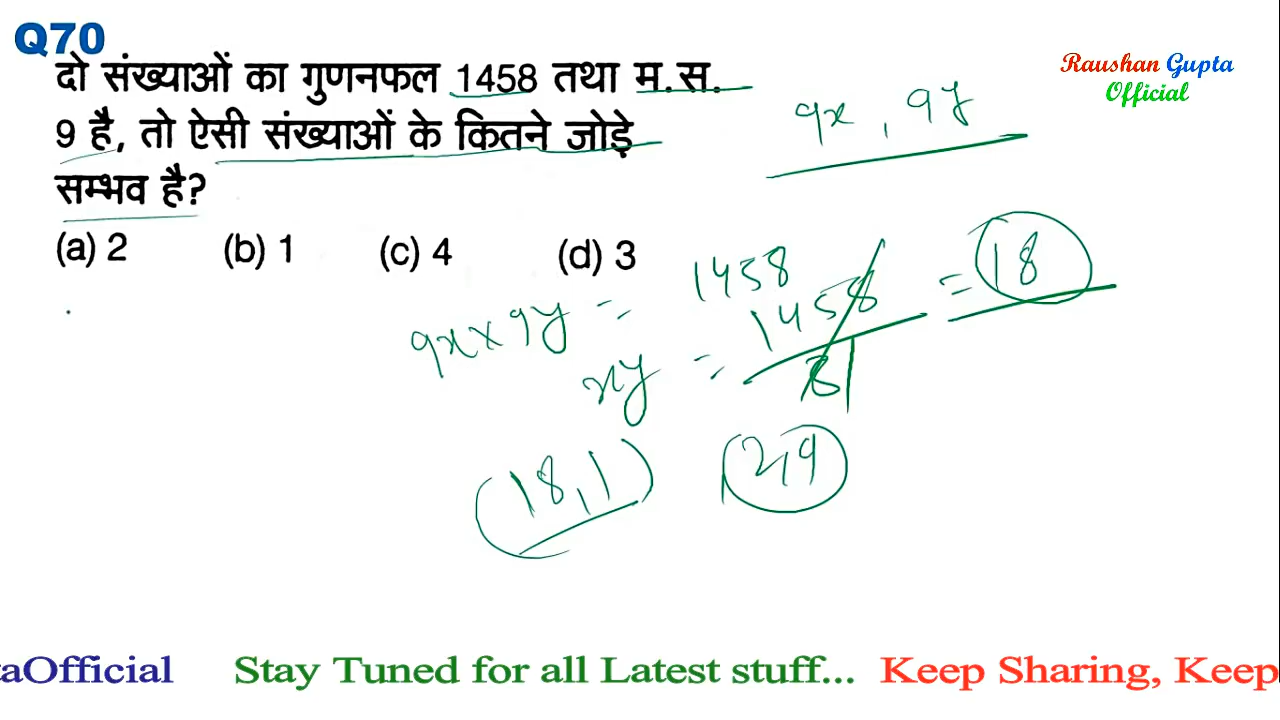 Q70
दो संख्याओं का गुणनफल 1458 तथा म.स.
9 है, तो ऐसी संख्याओं के कितने जोड़े
सम्भव है?
(a) 2 (b) 1 (c) 4 (d) 3
Raushan Gupta
Official
9x , 9y
9x × 9y = 1458
xy = 1458/81 = 18
(18,1) (2,9)
taOfficial Stay Tuned for all Latest stuff... Keep Sharing, Keep